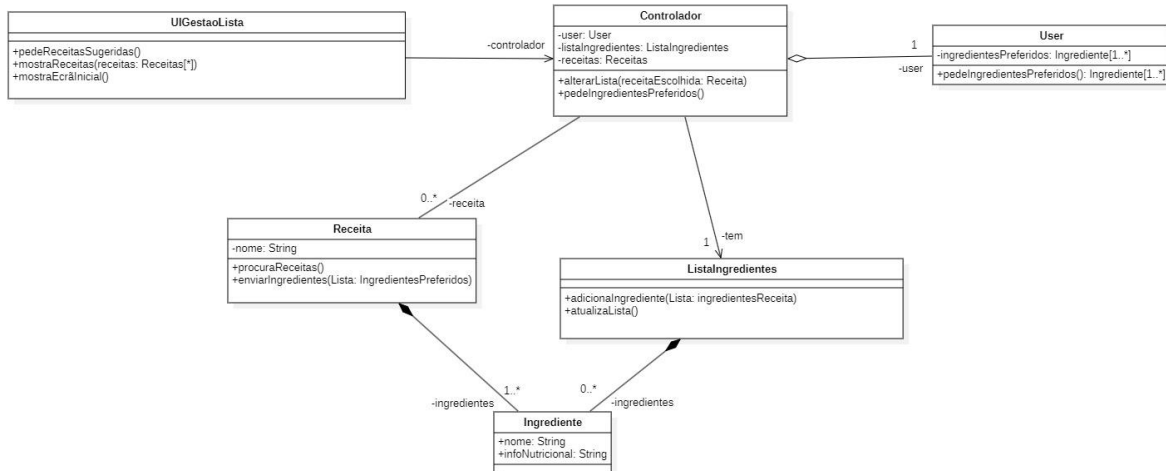 UIGestaoLista
+pedeReceitasSugeridas()
+mostraReceitas(receitas: Receitas[*])
+mostraEcrãInicial()
-controlador
Controlador
-user: User
-listaIngredientes: ListaIngredientes
-receitas: Receitas
+alterarLista(receitaEscolhida: Receita)
+pedeIngredientesPreferidos()
1
-user
User
-ingredientesPreferidos: Ingrediente[1..*]
+pedeIngredientesPreferidos(): Ingrediente[1..*]
0..*
-receita
Receita
-nome: String
+procuraReceitas()
+enviarIngredientes(Lista: IngredientesPreferidos)
-tem
1
ListaIngredientes
+adicionaIngrediente(Lista: ingredientesReceita)
+atualizaLista()
1..*
-ingredientes
0..*
-ingredientes
Ingrediente
+nome: String
+infoNutricional: String